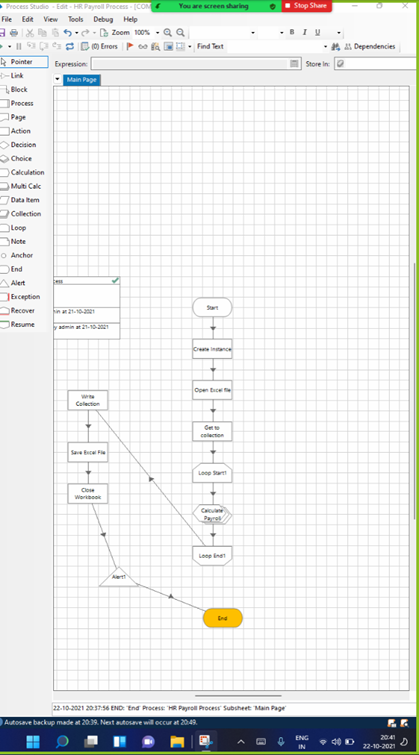 Process Studio - Edit - HR Payroll Process - [COM
You are screen sharing
Stop Share
File Edit View Tools Debug Help
Zoom 100%
(0) Errors Find Text Dependencies
B I U
Pointer
Link
Block
Process
Page
Action
Decision
Choice
Calculation
Multi Calc
Data Item
Collection
Loop
Note
Anchor
End
Alert
Exception
Recover
Resume
Expression: Store In:
Main Page
cess
min at 21-10-2021
y admin at 21-10-2021
Start
Create Instance
Open Excel file
Get to
collection
Loop Start1
Calculate
Payroll
Loop End1
Write
Collection
Save Excel File
Close
Workbook
Alert1
End
22-10-2021 20:37:56 END: 'End' Process: 'HR Payroll Process' Subsheet: 'Main Page'
Autosave backup made at 20:39. Next autosave will occur at 20:49.
ENG
IN
20:41
22-10-2021